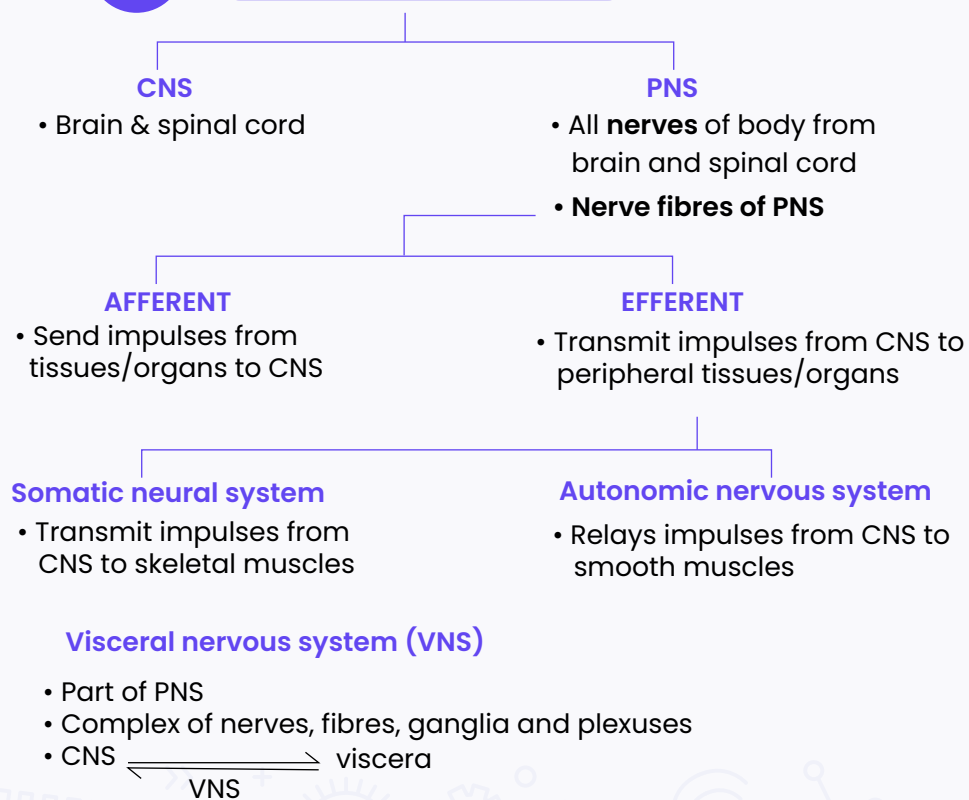 CNS
• Brain & spinal cord
PNS
• All nerves of body from
brain and spinal cord
• Nerve fibres of PNS
AFFERENT
• Send impulses from
tissues/organs to CNS
EFFERENT
• Transmit impulses from CNS to
peripheral tissues/organs
Somatic neural system
• Transmit impulses from
CNS to skeletal muscles
Autonomic nervous system
• Relays impulses from CNS to
smooth muscles
Visceral nervous system (VNS)
• Part of PNS
• Complex of nerves, fibres, ganglia and plexuses
• CNS ⇌ viscera
VNS